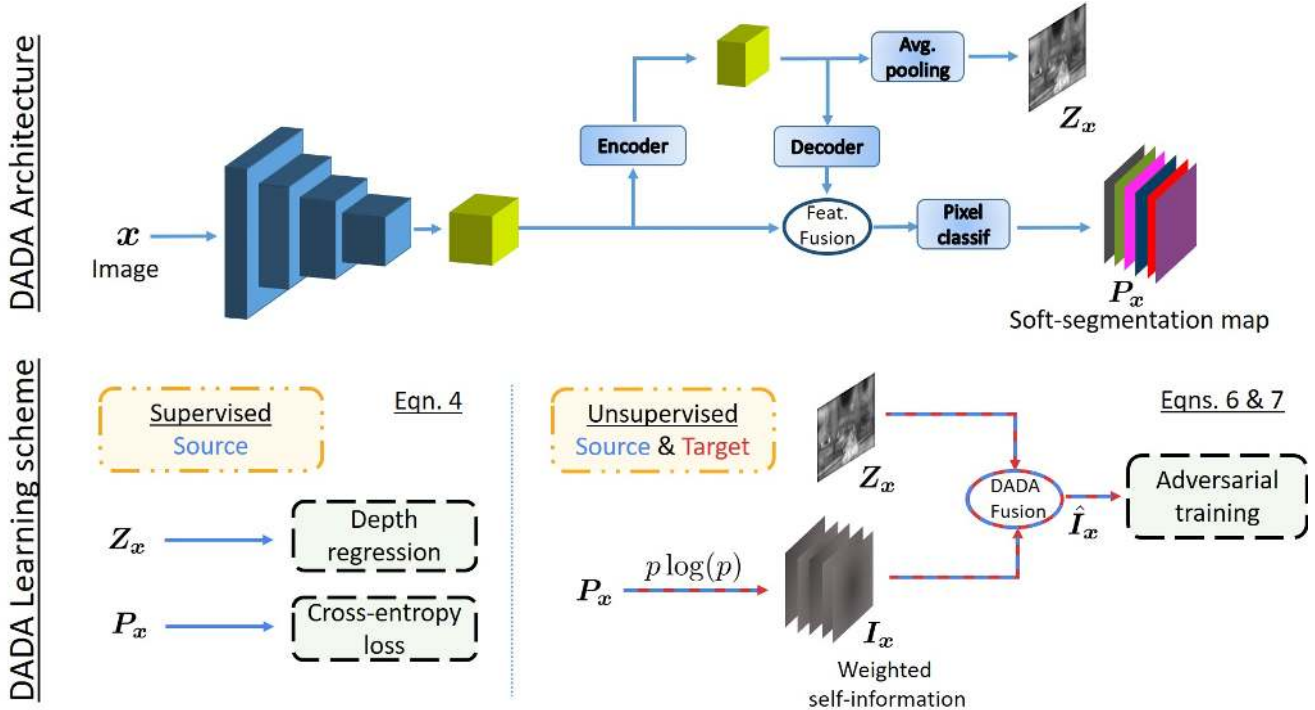 DADA Architecture
x
Image
Encoder
Avg.
pooling
Z_x
Decoder
Feat.
Fusion
Pixel
classif
P_x
Soft-segmentation map
DADA Learning scheme
Supervised
Source
Eqn. 4
Z_x
Depth
regression
P_x
Cross-entropy
loss
Unsupervised
Source & Target
Eqns. 6 & 7
Z_x
P_x
p log(p)
I_x
Weighted
self-information
DADA
Fusion
Î_x
Adversarial
training